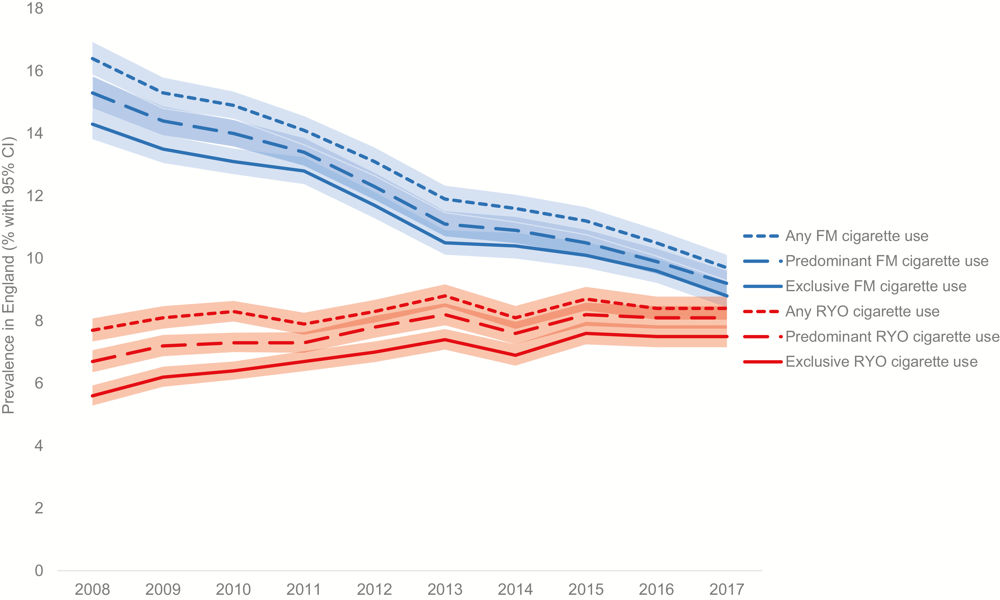 18
16
14
12
10
8
6
4
2
0
Prevalence in England (% with 95% CI)
2008 2009 2010 2011 2012 2013 2014 2015 2016 2017
Any FM cigarette use
Predominant FM cigarette use
Exclusive FM cigarette use
Any RYO cigarette use
Predominant RYO cigarette use
Exclusive RYO cigarette use